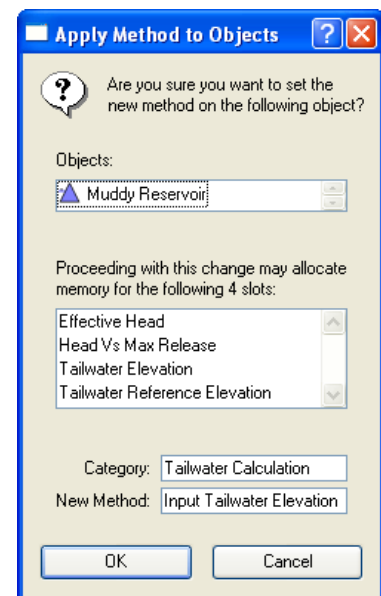 Apply Method to Objects
?
Are you sure you want to set the
new method on the following object?
Objects:
Muddy Reservoir
Proceeding with this change may allocate
memory for the following 4 slots:
Effective Head
Head Vs Max Release
Tailwater Elevation
Tailwater Reference Elevation
Category: Tailwater Calculation
New Method: Input Tailwater Elevation
OK Cancel